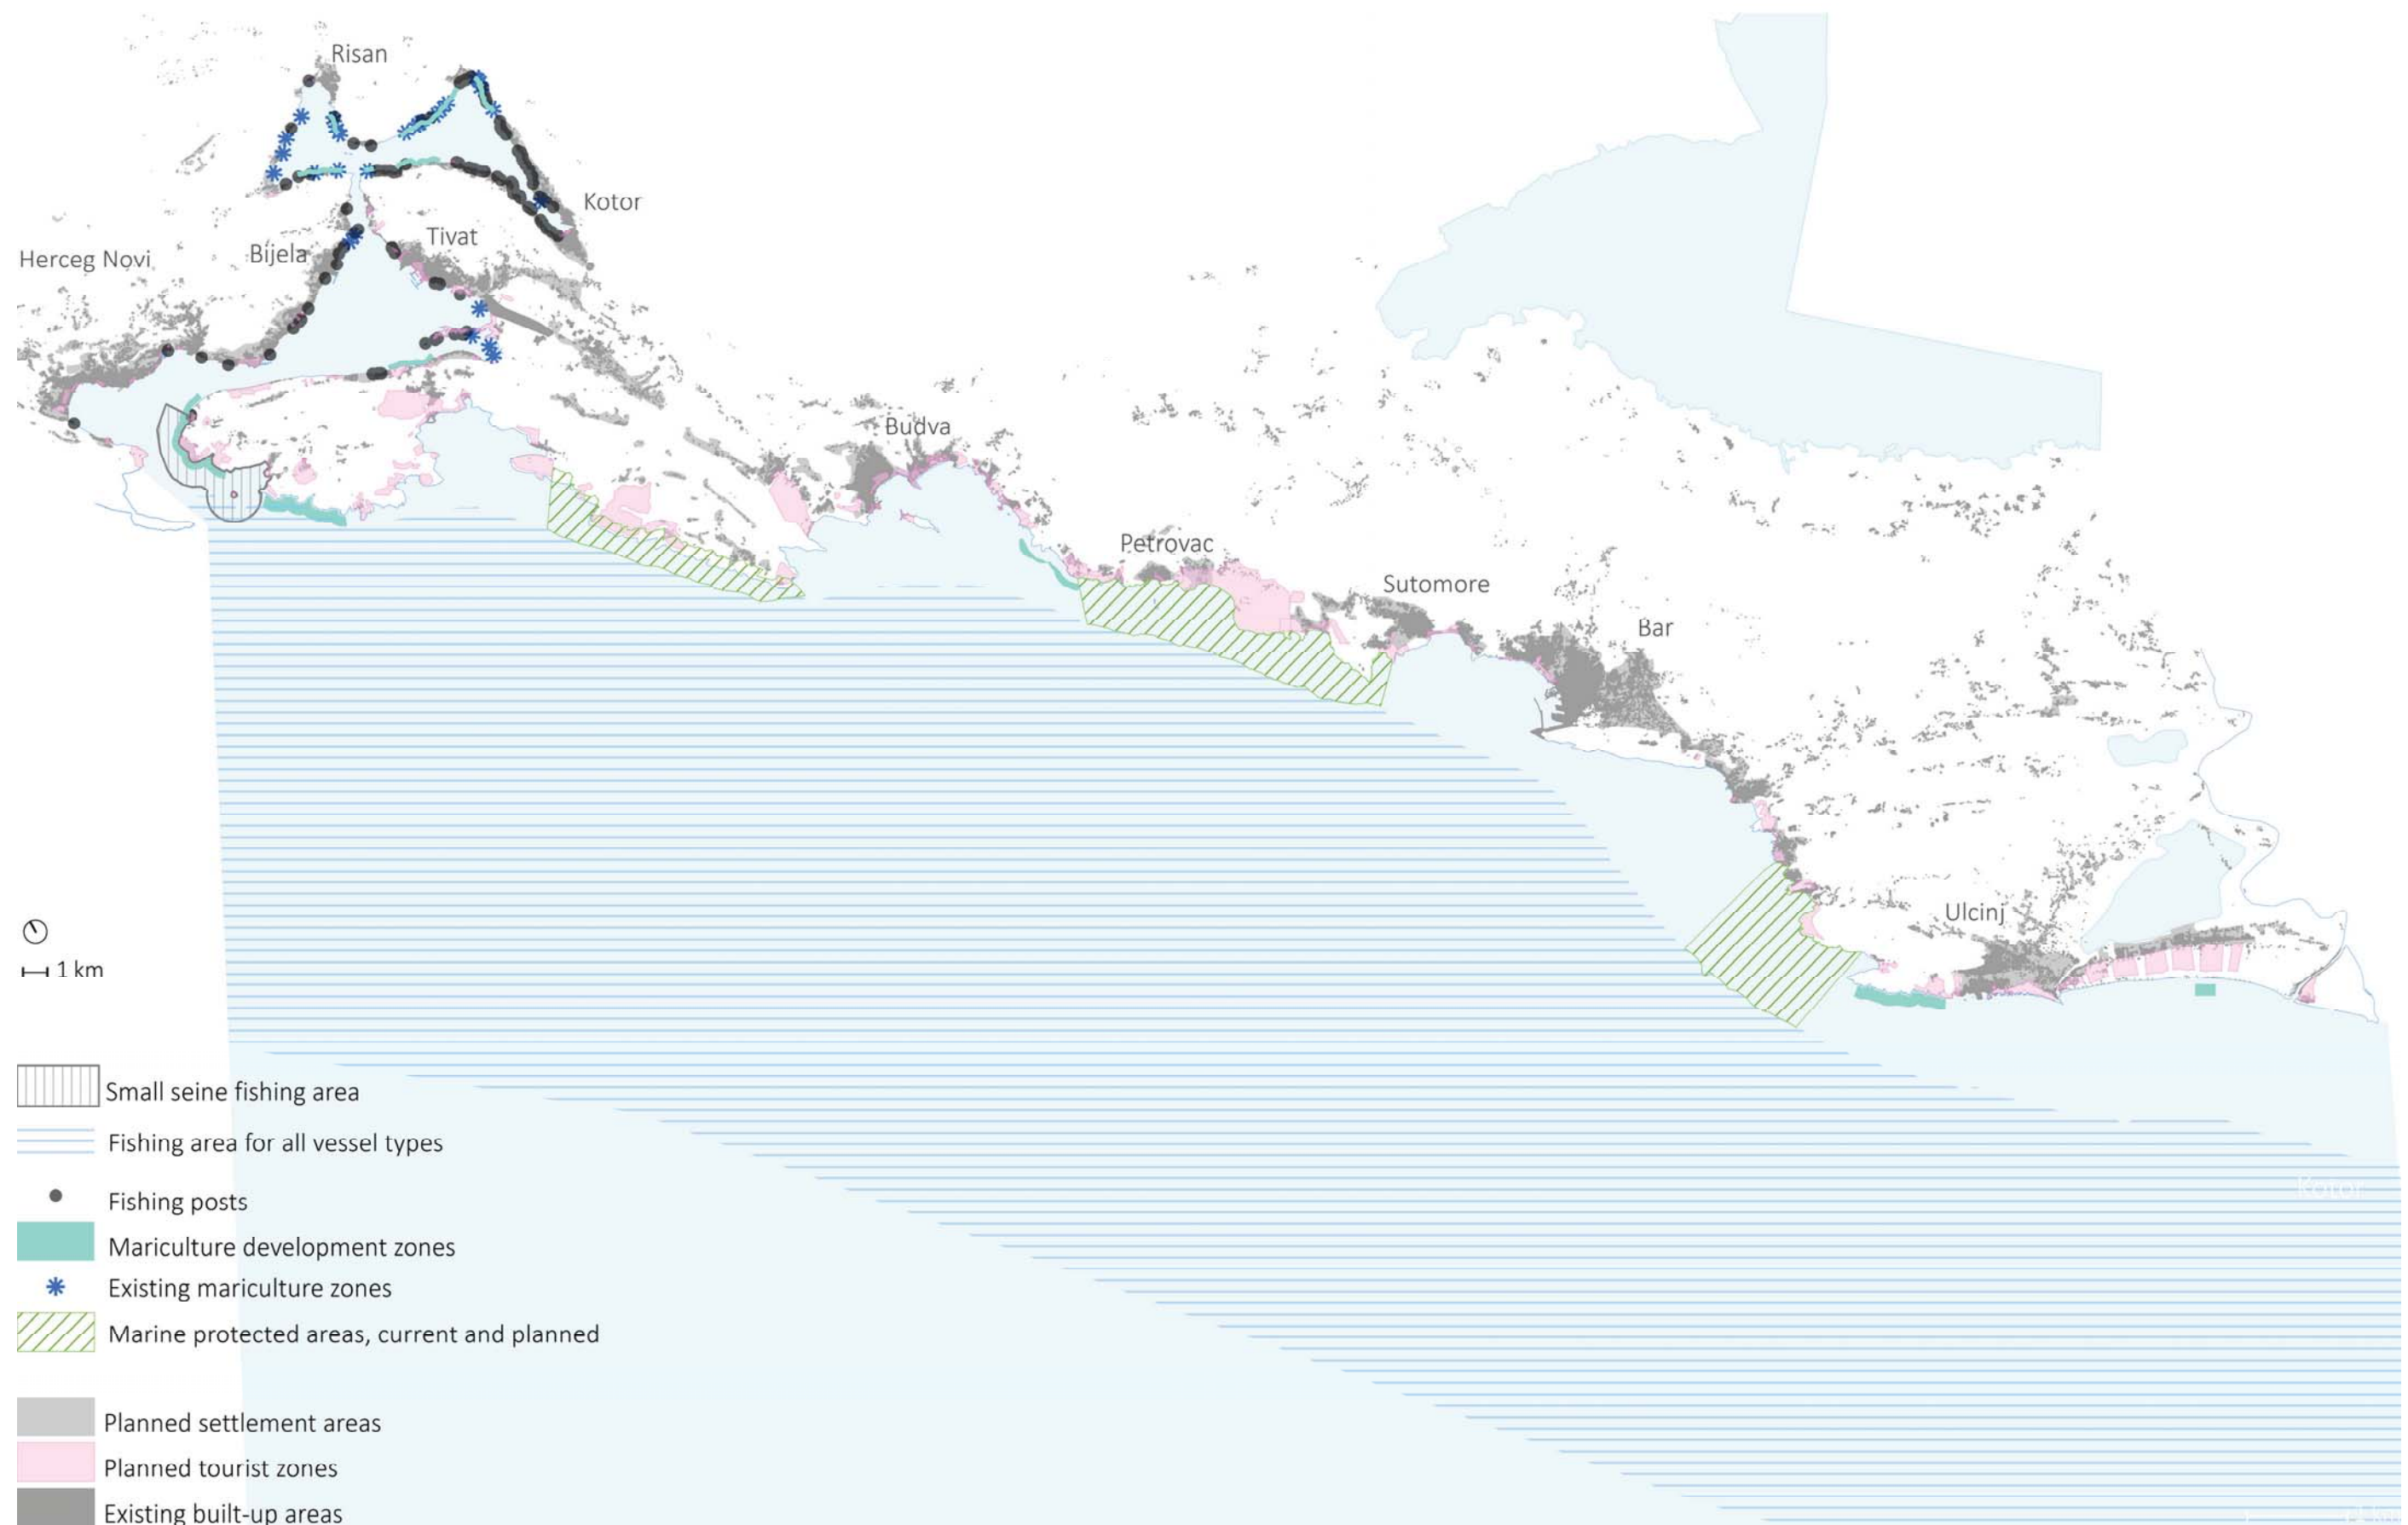 Risan
Kotor
Tivat
Bijela
Herceg Novi
Budva
Petrovac
Sutomore
Bar
Ulcinj
1 km
Small seine fishing area
Fishing area for all vessel types
Kotor
Fishing posts
Mariculture development zones
Existing mariculture zones
Marine protected areas, current and planned
Planned settlement areas
Planned tourist zones
Existing built-up areas